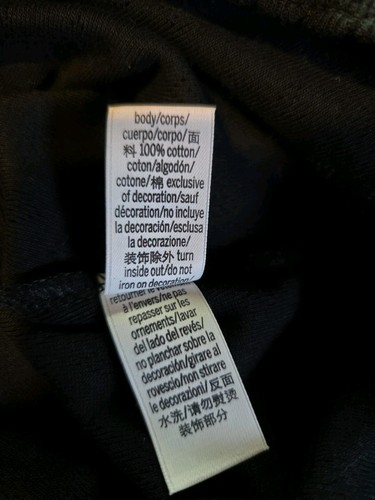 body/corps/
cuerpo/corpo/面
料 100% cotton/
coton/algodón/
cotone/棉 exclusive
of decoration/sauf
décoration/no incluye
la decoración/esclusa
la decorazione/
装饰除外 turn
inside out/do not
iron on decoration/
retourner le
à l'envers/ne pas
repasser sur les
ornements/lavar
del lado del revés/
no planchar sobre la
decoración/girare al
rovescio/non stirare
le decorazioni/反面
水洗/请勿熨烫
装饰部分